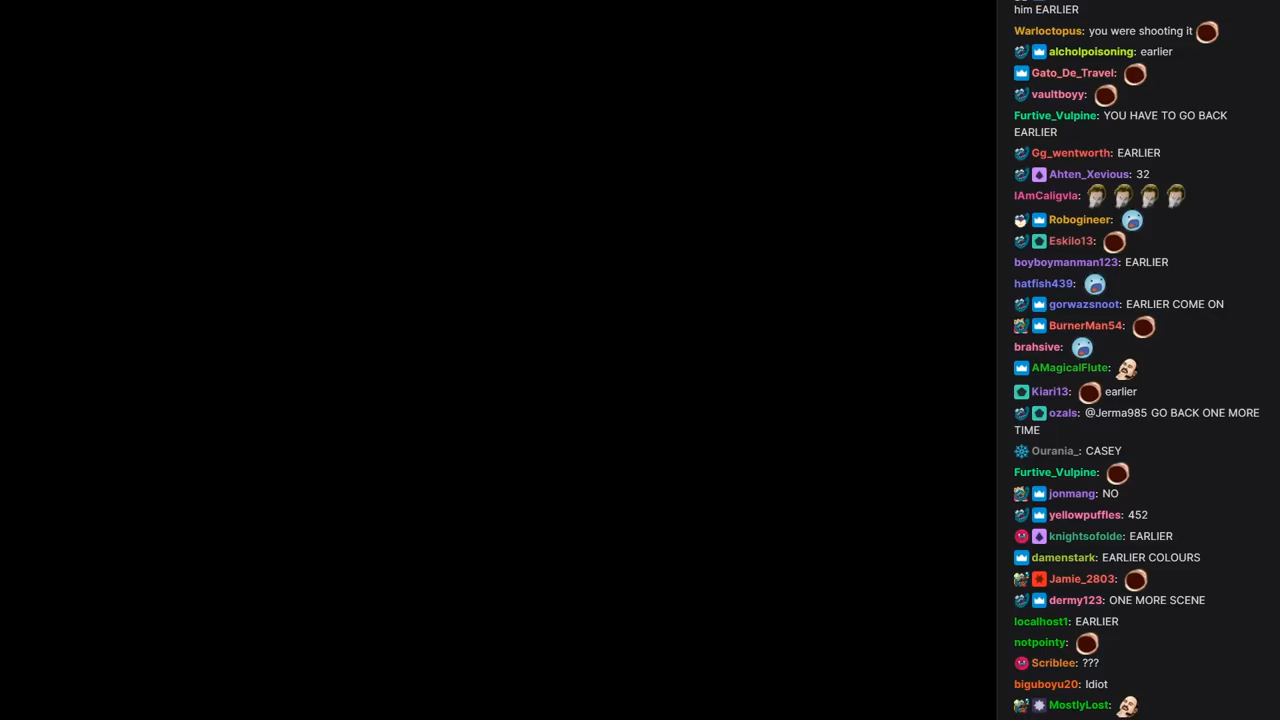 him EARLIER
Warloctopus: you were shooting it
alcholpoisoning: earlier
Gato_De_Travel:
vaultboyy:
Furtive_Vulpine: YOU HAVE TO GO BACK
EARLIER
Gg_wentworth: EARLIER
Ahten_Xevious: 32
IAmCaligvla:
Robogineer:
Eskilo13:
boyboymanman123: EARLIER
hatfish439:
gorwazsnoot: EARLIER COME ON
BurnerMan54:
brahsive:
AMagicalFlute:
Kiari13: earlier
ozals: @Jerma985 GO BACK ONE MORE
TIME
Ourania_: CASEY
Furtive_Vulpine:
jonmang: NO
yellowpuffles: 452
knightsofolde: EARLIER
damenstark: EARLIER COLOURS
Jamie_2803:
dermy123: ONE MORE SCENE
localhost1: EARLIER
notpointy:
Scriblee: ???
biguboyu20: Idiot
MostlyLost: